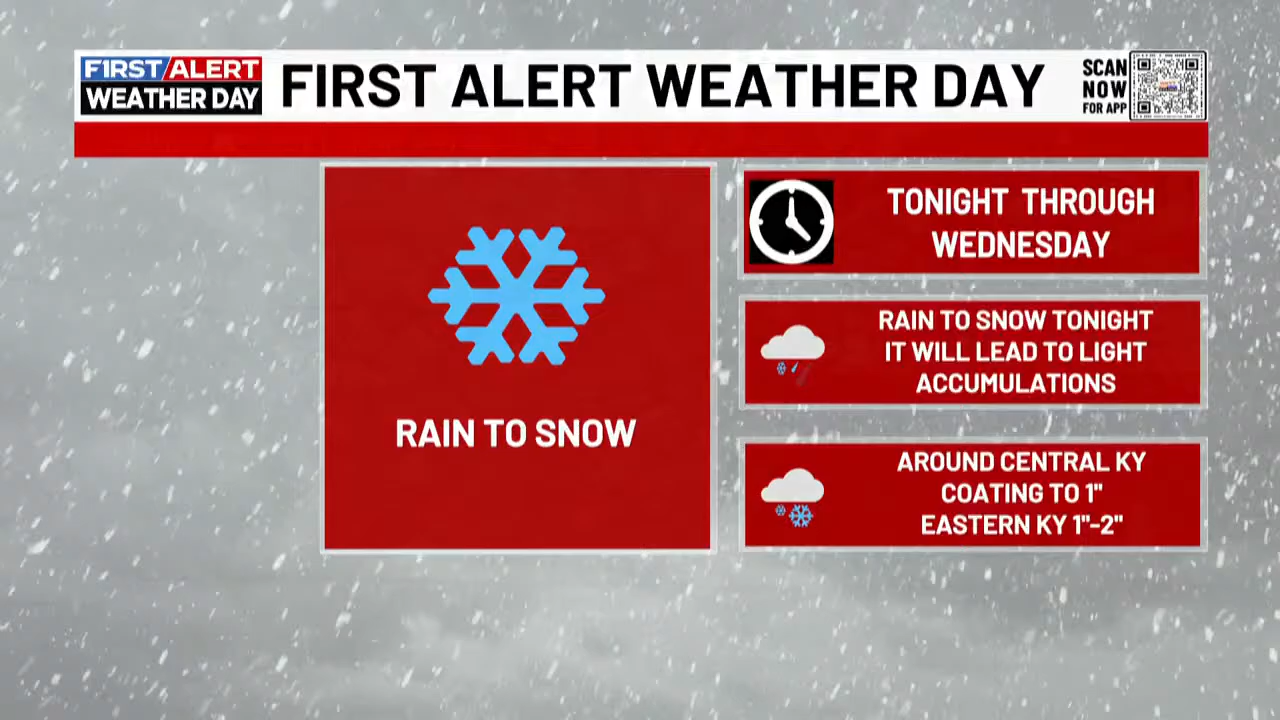 FIRST/ALERT
WEATHER DAY
FIRST ALERT WEATHER DAY
SCAN
NOW
FOR APP
RAIN TO SNOW
TONIGHT THROUGH
WEDNESDAY
RAIN TO SNOW TONIGHT
IT WILL LEAD TO LIGHT
ACCUMULATIONS
AROUND CENTRAL KY
COATING TO 1"
EASTERN KY 1"-2"